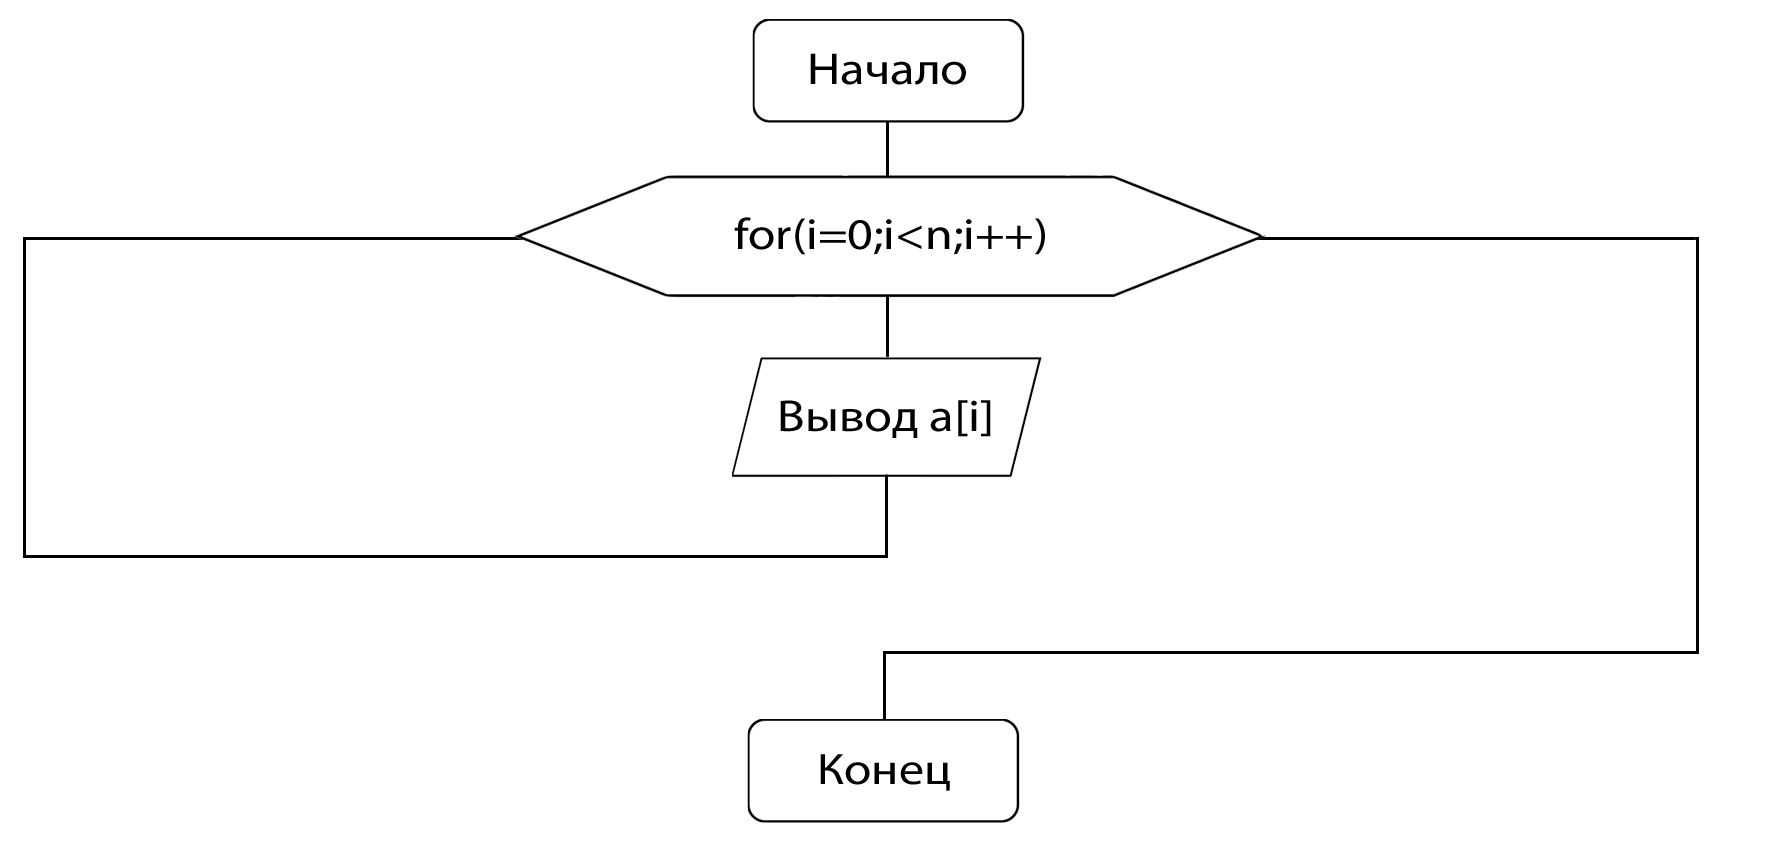 Начало
for(i=0;i<n;i++)
Вывод a[i]
Конец